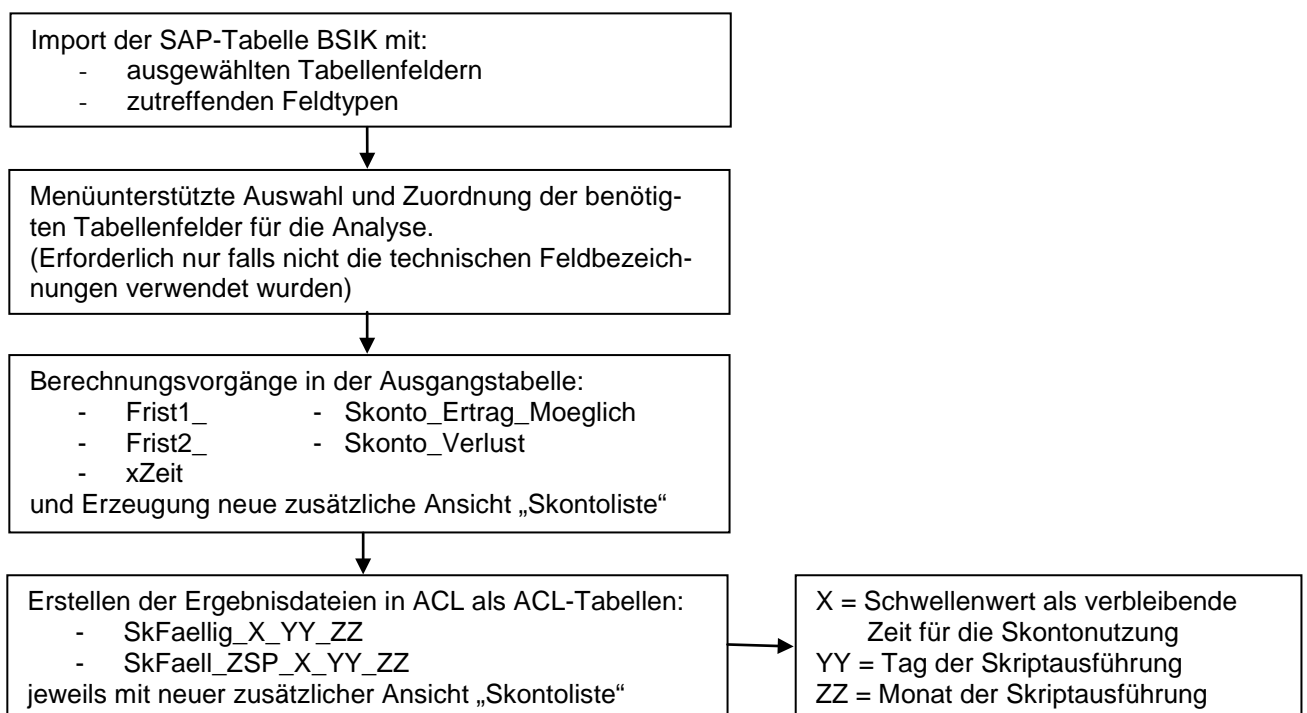 Import der SAP-Tabelle BSIK mit:
- ausgewählten Tabellenfeldern
- zutreffenden Feldtypen
Menüunterstützte Auswahl und Zuordnung der benötig-
ten Tabellenfelder für die Analyse.
(Erforderlich nur falls nicht die technischen Feldbezeich-
nungen verwendet wurden)
Berechnungsvorgänge in der Ausgangstabelle:
- Frist1_ - Skonto_Ertrag_Moeglich
- Frist2_ - Skonto_Verlust
- xZeit
und Erzeugung neue zusätzliche Ansicht „Skontoliste“
Erstellen der Ergebnisdateien in ACL als ACL-Tabellen:
- SkFaellig_X_YY_ZZ
- SkFaell_ZSP_X_YY_ZZ
jeweils mit neuer zusätzlicher Ansicht „Skontoliste“
X = Schwellenwert als verbleibende
Zeit für die Skontonutzung
YY = Tag der Skriptausführung
ZZ = Monat der Skriptausführung